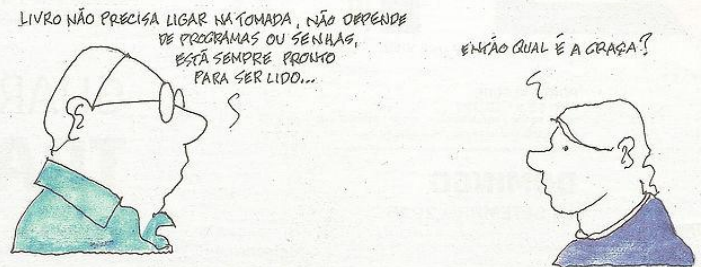 LIVRO NÃO PRECISA LIGAR NA TOMADA, NÃO DEPENDE
DE PROGRAMAS OU SENHAS,
ESTÁ SEMPRE PRONTO
PARA SER LIDO...
ENTÃO QUAL É A GRAÇA?